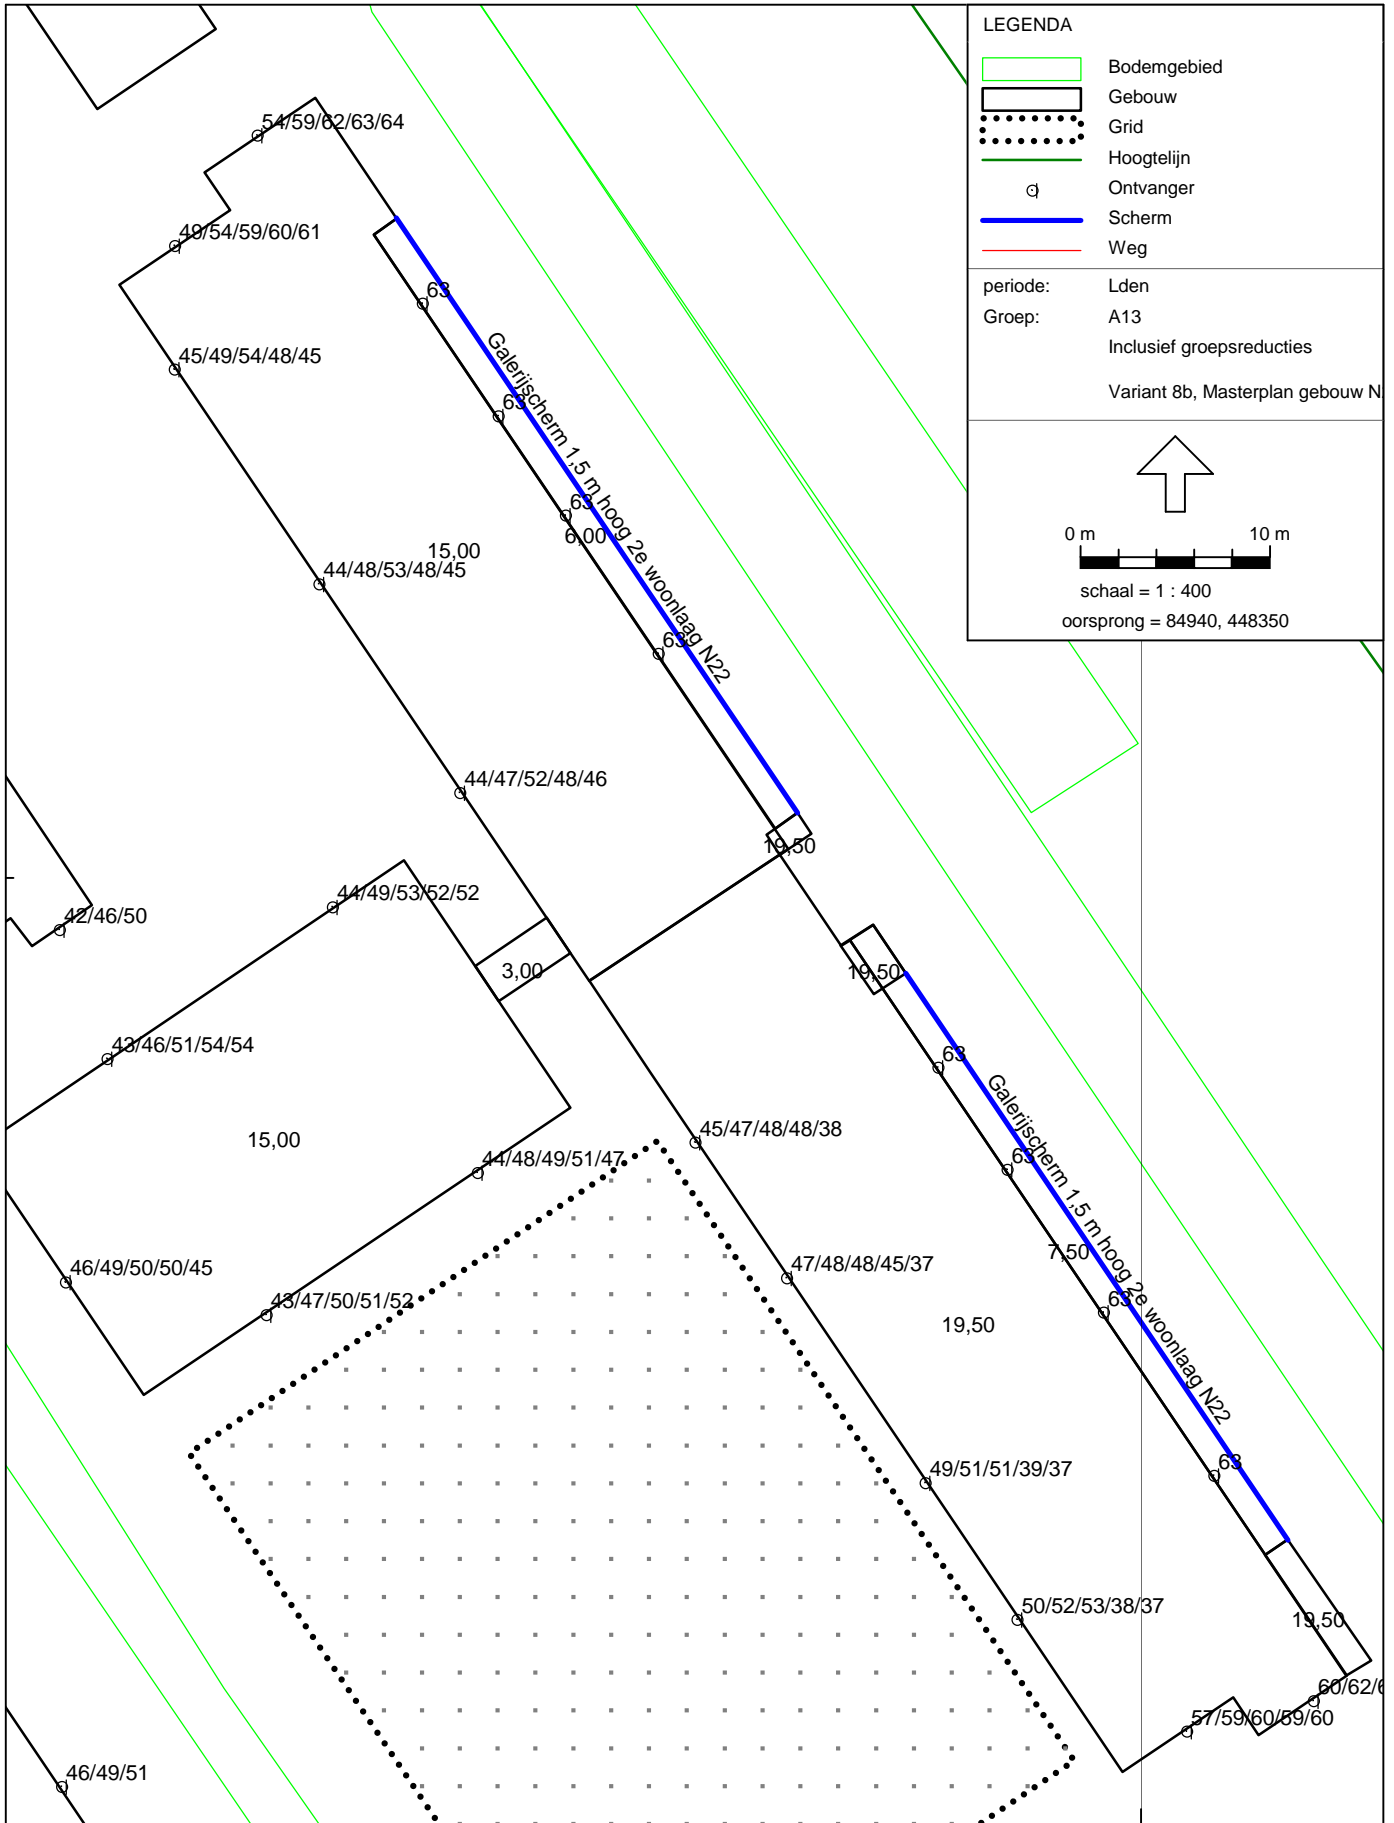 LEGENDA
Bodemgebied
Gebouw
Grid
Hoogtelijn
Ontvanger
Scherm
Weg
periode: Lden
Groep: A13
Inclusief groepsreducties
Variant 8b, Masterplan gebouw N
0 m 10 m
schaal = 1 : 400
oorsprong = 84940, 448350
54/59/62/63/64
49/54/59/60/61
63
45/49/54/48/45
Galerijscherm 1,5 m hoog 2e woonlaag N22
63
63
6,00
15,00
44/48/53/48/45
63
44/47/52/48/46
19,50
44/49/53/52/52
42/46/50
3,00
19,50
43/46/51/54/54
63
Galerijscherm 1,5 m hoog 2e woonlaag N22
15,00
45/47/48/48/38
44/48/49/51/47
63
7,50
46/49/50/50/45
47/48/48/45/37
43/47/50/51/52
63
19,50
49/51/51/39/37
63
50/52/53/38/37
19,50
60/62/6
57/59/60/59/60
46/49/51